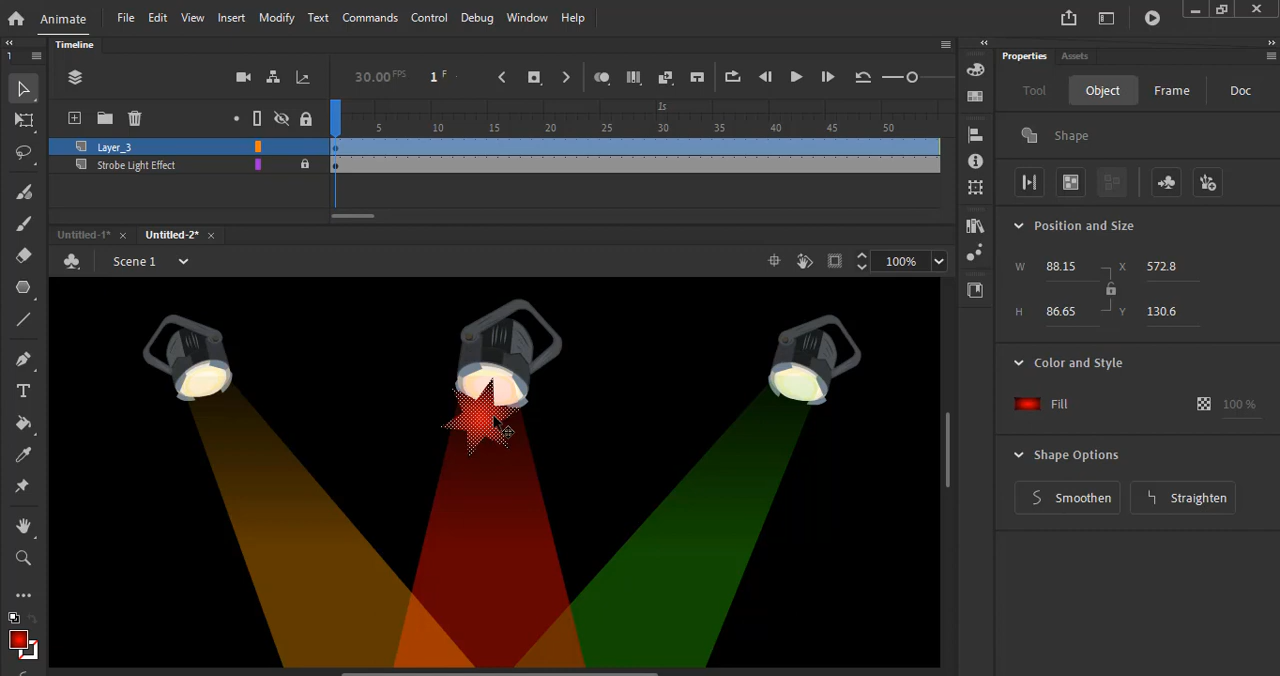 Animate File Edit View Insert Modify Text Commands Control Debug Window Help
Timeline
1
30.00 FPS 1 F
1s
5 10 15 20 25 30 35 40 45 50
Layer_3
Strobe Light Effect
Untitled-1* Untitled-2*
Scene 1 100%
Properties Assets
Tool Object Frame Doc
Shape
Position and Size
W 88.15 X 572.8
H 86.65 Y 130.6
Color and Style
Fill 100 %
Shape Options
Smoothen Straighten